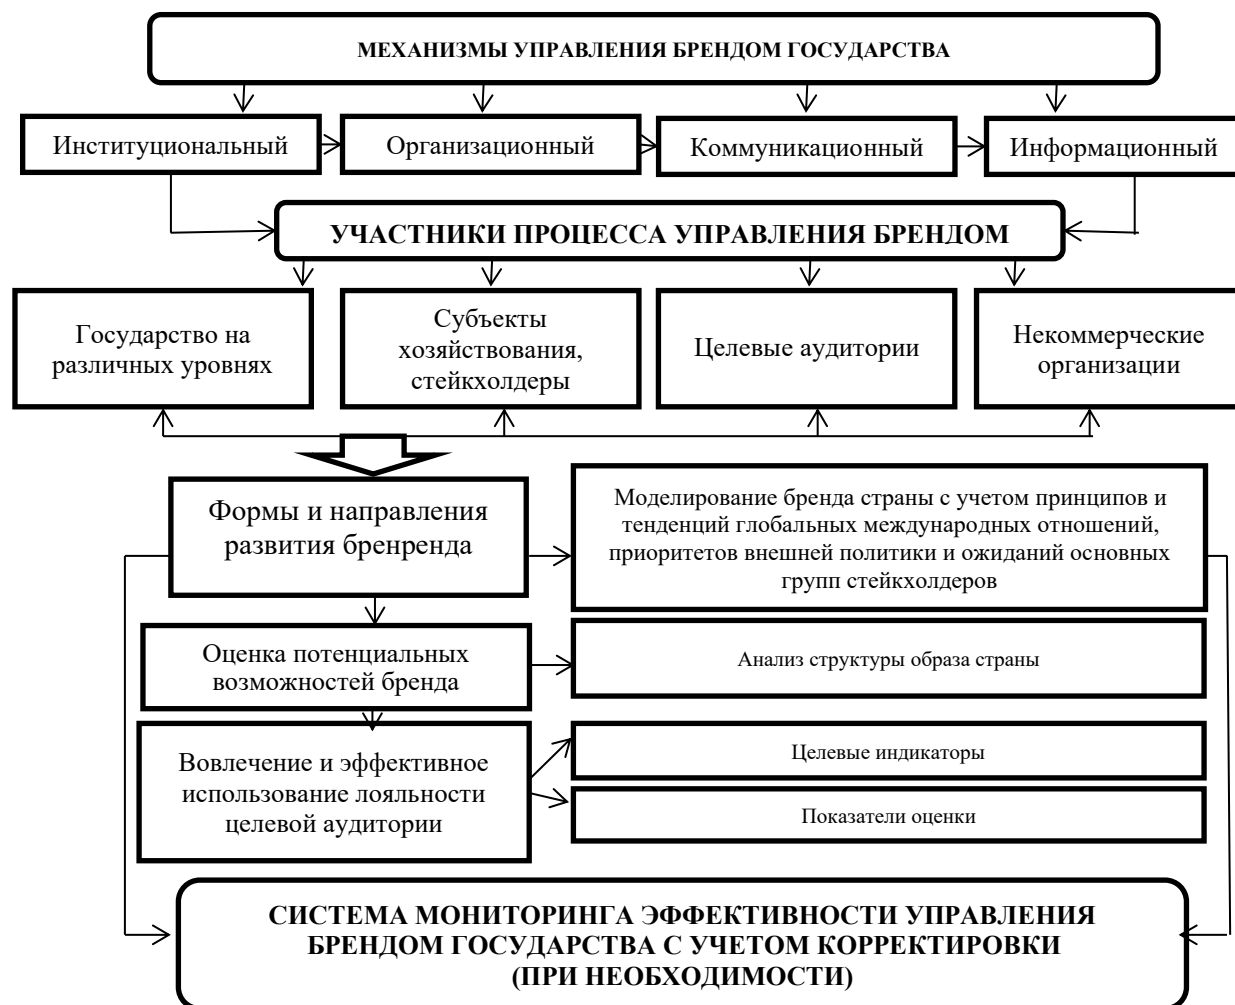 МЕХАНИЗМЫ УПРАВЛЕНИЯ БРЕНДОМ ГОСУДАРСТВА
Институциональный
Организационный
Коммуникационный
Информационный
УЧАСТНИКИ ПРОЦЕССА УПРАВЛЕНИЯ БРЕНДОМ
Государство на
различных уровнях
Субъекты
хозяйствования,
стейкхолдеры
Целевые аудитории
Некоммерческие
организации
Формы и направления
развития бренренда
Моделирование бренда страны с учетом принципов и
тенденций глобальных международных отношений,
приоритетов внешней политики и ожиданий основных
групп стейкхолдеров
Оценка потенциальных
возможностей бренда
Анализ структуры образа страны
Вовлечение и эффективное
использование лояльности
целевой аудитории
Целевые индикаторы
Показатели оценки
СИСТЕМА МОНИТОРИНГА ЭФФЕКТИВНОСТИ УПРАВЛЕНИЯ
БРЕНДОМ ГОСУДАРСТВА С УЧЕТОМ КОРРЕКТИРОВКИ
(ПРИ НЕОБХОДИМОСТИ)